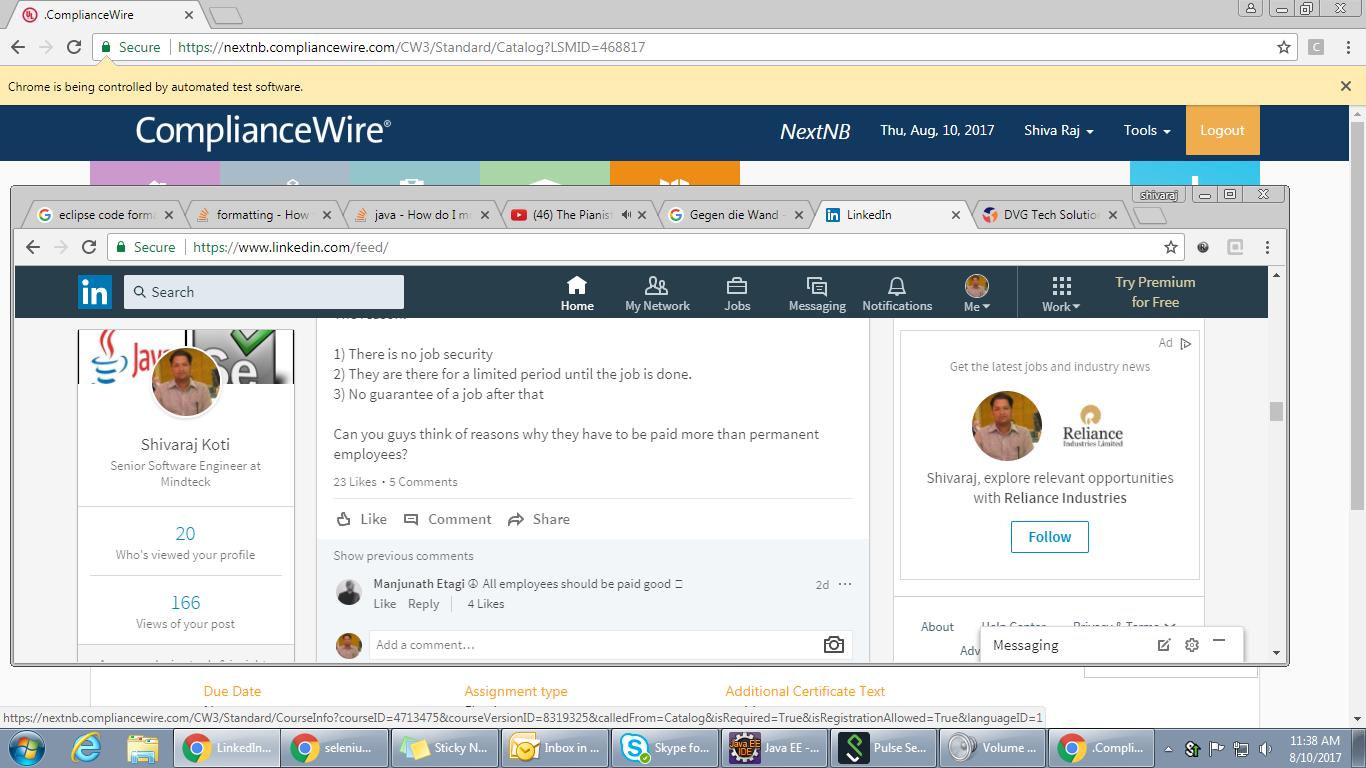 .ComplianceWire
Secure https://nextnb.compliancewire.com/CW3/Standard/Catalog?LSMID=468817
Chrome is being controlled by automated test software.
ComplianceWire®
NextNB Thu, Aug, 10, 2017 Shiva Raj Tools Logout
shivaraj
eclipse code forma
formatting - How
java - How do I m
(46) The Pianis
Gegen die Wand -
LinkedIn
DVG Tech Solutio
Secure https://www.linkedin.com/feed/
in Search
Home My Network Jobs Messaging Notifications Me Work
Try Premium
for Free
Java Se
Shivaraj Koti
Senior Software Engineer at
Mindteck
20
Who's viewed your profile
166
Views of your post
1) There is no job security
2) They are there for a limited period until the job is done.
3) No guarantee of a job after that
Can you guys think of reasons why they have to be paid more than permanent
employees?
23 Likes • 5 Comments
Like Comment Share
Show previous comments
Manjunath Etagi All employees should be paid good
2d
Like Reply 4 Likes
Add a comment...
Ad
Get the latest jobs and industry news
Reliance
Industries Limited
Shivaraj, explore relevant opportunities
with Reliance Industries
Follow
About
Messaging
Due Date Assignment type Additional Certificate Text
https://nextnb.compliancewire.com/CW3/Standard/CourseInfo?courseID=4713475&courseVersionID=8319325&calledFrom=Catalog&isRequired=True&isRegistrationAllowed=True&languageID=1
LinkedIn... seleniu... Sticky N... Inbox in ... Skype fo... Java EE -... Pulse Se... Volume ... .Compli...
11:38 AM
8/10/2017